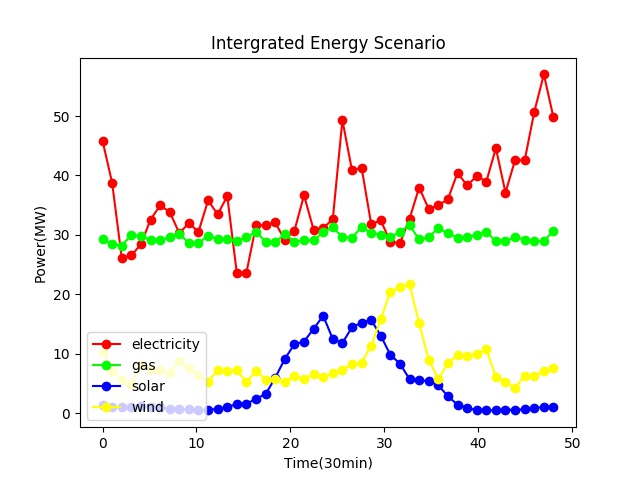 Intergrated Energy Scenario
Power(MW)
50
40
30
20
10
0
electricity
gas
solar
wind
0 10 20 30 40 50
Time(30min)